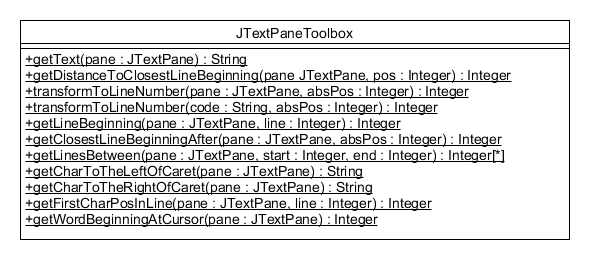 JTextPaneToolbox
+getText(pane : JTextPane) : String
+getDistanceToClosestLineBeginning(pane JTextPane, pos : Integer) : Integer
+transformToLineNumber(pane : JTextPane, absPos : Integer) : Integer
+transformToLineNumber(code : String, absPos : Integer) : Integer
+getLineBeginning(pane : JTextPane, line : Integer) : Integer
+getClosestLineBeginningAfter(pane : JTextPane, absPos : Integer) : Integer
+getLinesBetween(pane : JTextPane, start : Integer, end : Integer) : Integer[*]
+getCharToTheLeftOfCaret(pane : JTextPane) : String
+getCharToTheRightOfCaret(pane : JTextPane) : String
+getFirstCharPosInLine(pane : JTextPane, line : Integer) : Integer
+getWordBeginningAtCursor(pane : JTextPane) : Integer